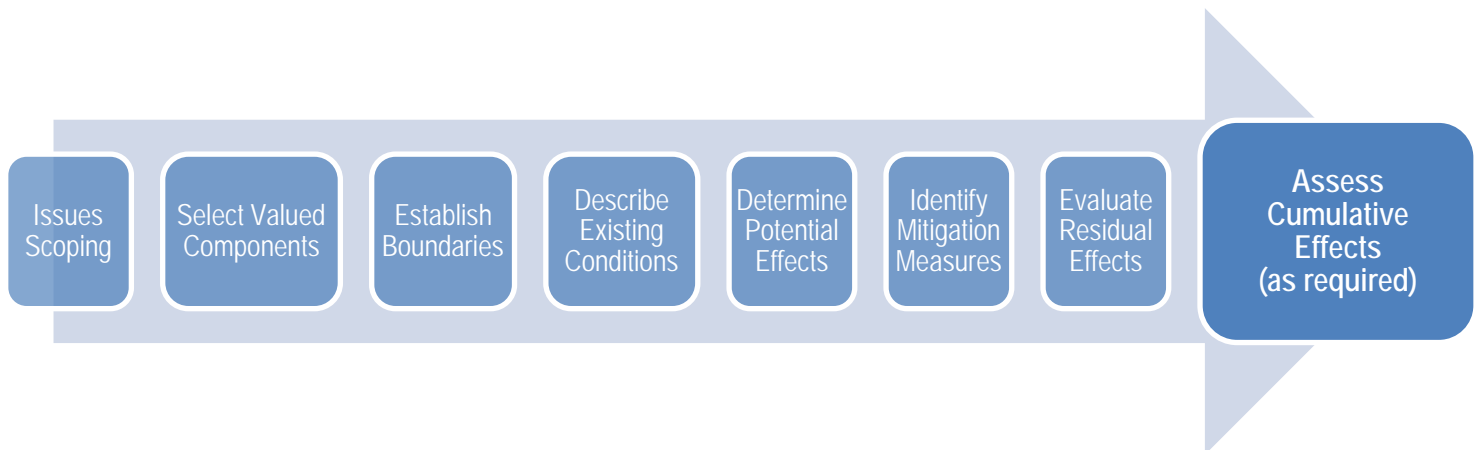 Issues
Scoping
Select Valued
Components
Establish
Boundaries
Describe
Existing
Conditions
Determine
Potential
Effects
Identify
Mitigation
Measures
Evaluate
Residual
Effects
Assess
Cumulative
Effects
(as required)